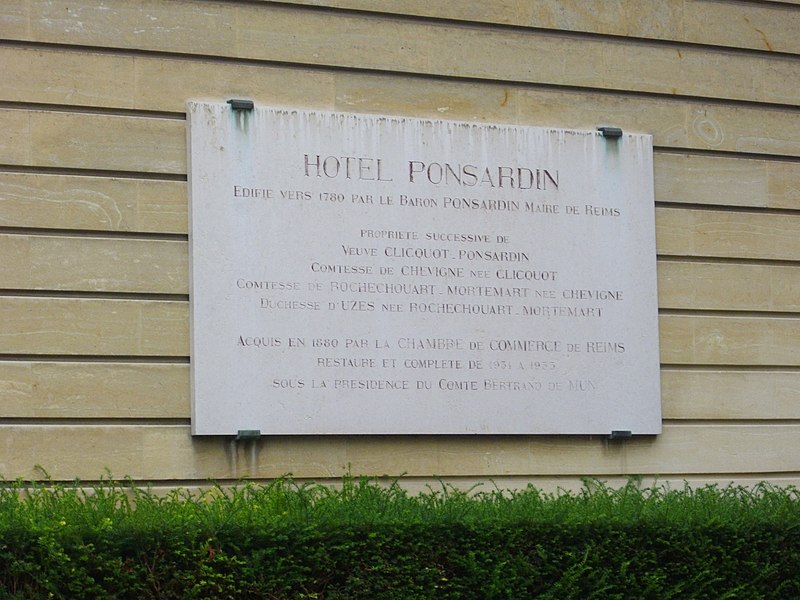 HOTEL PONSARDIN
EDIFIE VERS 1780 PAR LE BARON PONSARDIN MAIRE DE REIMS
PROPRIETE SUCCESSIVE DE
VEUVE CLICQUOT-PONSARDIN
COMTESSE DE CHEVIGNE NEE CLICQUOT
COMTESSE DE ROCHECHOUART-MORTEMART NEE CHEVIGNE
DUCHESSE D'UZES NEE ROCHECHOUART-MORTEMART
ACQUIS EN 1880 PAR LA CHAMBRE DE COMMERCE DE REIMS
RESTAURE ET COMPLETE DE 1951 A 1955
SOUS LA PRESIDENCE DU COMTE BERTRAND DE MUN